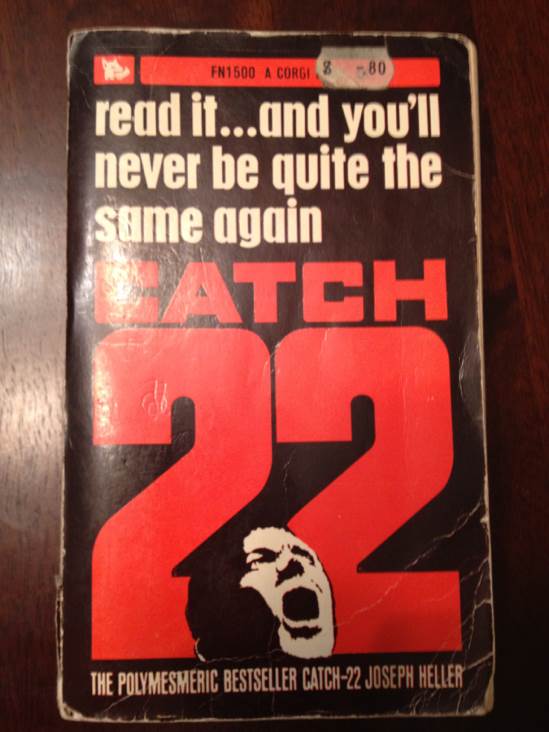 FN1500 A CORGI
80
read it...and you'll
never be quite the
same again
CATCH
22
THE POLYMESMERIC BESTSELLER CATCH-22 JOSEPH HELLER